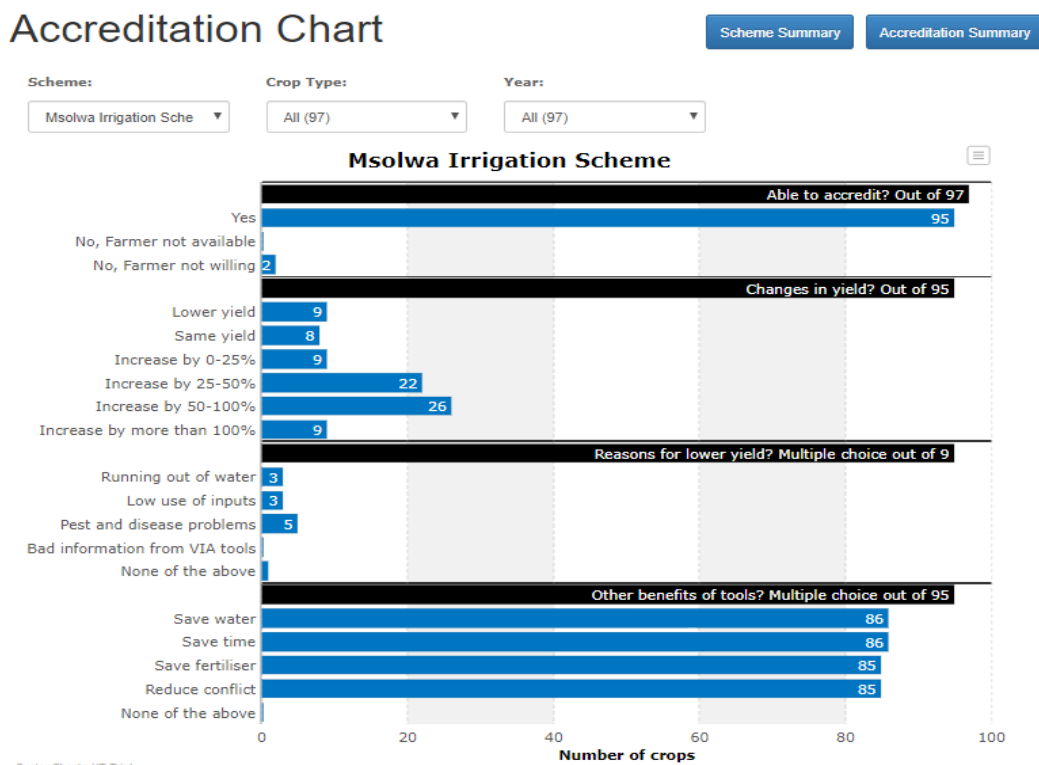 Accreditation Chart
Scheme Summary
Accreditation Summary
Scheme:
Crop Type:
Year:
Msolwa Irrigation Sche
All (97)
All (97)
Msolwa Irrigation Scheme
Able to accredit? Out of 97
Yes 95
No, Farmer not available
No, Farmer not willing 2
Changes in yield? Out of 95
Lower yield 9
Same yield 8
Increase by 0-25% 9
Increase by 25-50% 22
Increase by 50-100% 26
Increase by more than 100% 9
Reasons for lower yield? Multiple choice out of 9
Running out of water 3
Low use of inputs 3
Pest and disease problems 5
Bad information from VIA tools
None of the above
Other benefits of tools? Multiple choice out of 95
Save water 86
Save time 86
Save fertiliser 85
Reduce conflict 85
None of the above
0 20 40 60 80 100
Number of crops